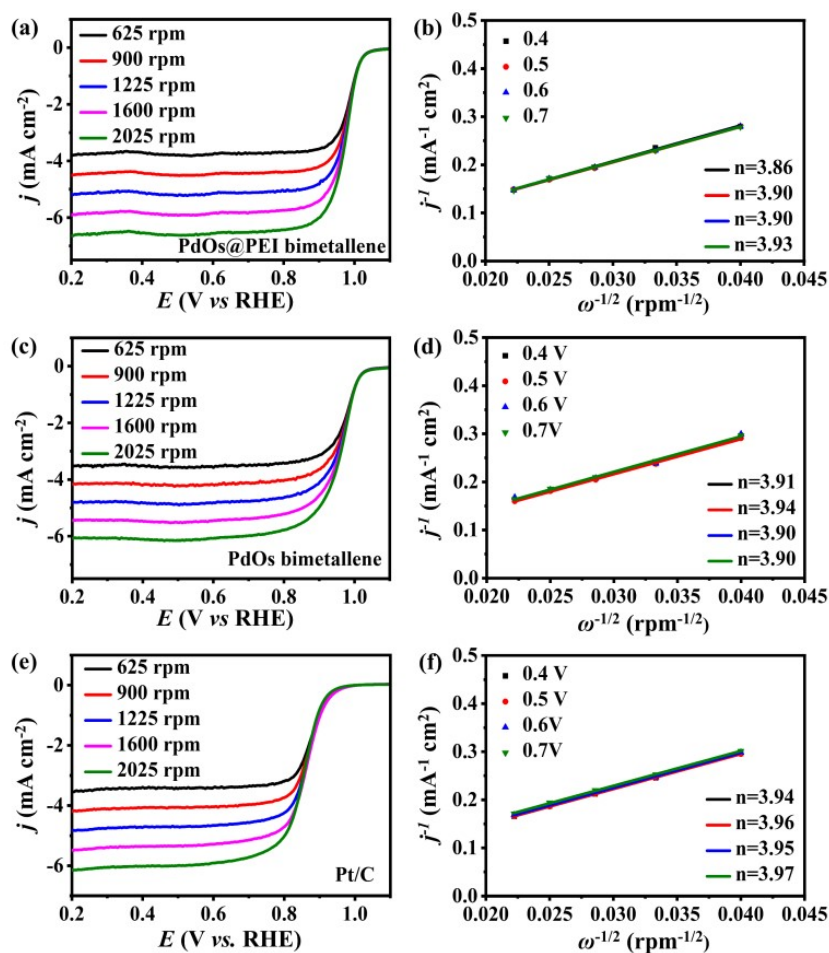 (a)
625 rpm
900 rpm
1225 rpm
1600 rpm
2025 rpm
PdOs@PEI bimetallene
j (mA cm-2)
0
-2
-4
-6
0.2 0.4 0.6 0.8 1.0
E (V vs RHE)
(b)
0.4
0.5
0.6
0.7
n=3.86
n=3.90
n=3.90
n=3.93
j-1 (mA-1 cm2)
0.5
0.4
0.3
0.2
0.1
0.0
0.020 0.025 0.030 0.035 0.040 0.045
ω-1/2 (rpm-1/2)
(c)
625 rpm
900 rpm
1225 rpm
1600 rpm
2025 rpm
PdOs bimetallene
j (mA cm-2)
0
-2
-4
-6
0.2 0.4 0.6 0.8 1.0
E (V vs RHE)
(d)
0.4 V
0.5 V
0.6 V
0.7V
n=3.91
n=3.94
n=3.90
n=3.90
j-1 (mA-1 cm2)
0.5
0.4
0.3
0.2
0.1
0.0
0.020 0.025 0.030 0.035 0.040 0.045
ω-1/2 (rpm-1/2)
(e)
625 rpm
900 rpm
1225 rpm
1600 rpm
2025 rpm
Pt/C
j (mA cm-2)
0
-2
-4
-6
0.2 0.4 0.6 0.8 1.0
E (V vs. RHE)
(f)
0.4 V
0.5 V
0.6V
0.7V
n=3.94
n=3.96
n=3.95
n=3.97
j-1 (mA-1 cm2)
0.5
0.4
0.3
0.2
0.1
0.0
0.020 0.025 0.030 0.035 0.040 0.045
ω-1/2 (rpm-1/2)